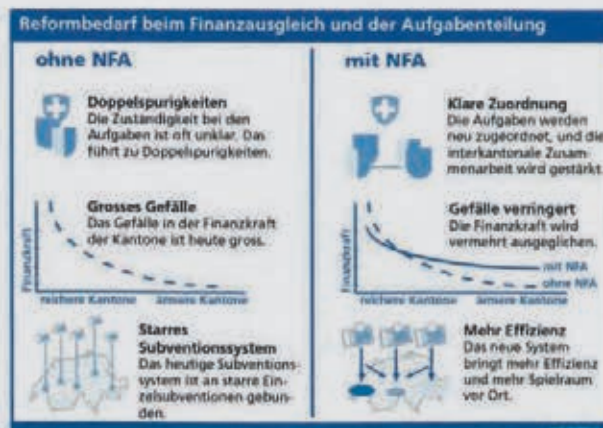 Reformbedarf beim Finanzausgleich und der Aufgabenteilung
ohne NFA
Doppelspurigkeiten
Die Zuständigkeit bei den
Aufgaben ist oft unklar. Das
führt zu Doppelspurigkeiten.
Grosses Gefälle
Das Gefälle in der Finanzkraft
der Kantone ist heute gross.
Finanzkraft
reichere Kantone ärmere Kantone
Starres
Subventionssystem
Das heutige Subventions-
system ist an starre Ein-
zelsubventionen gebun-
den.
mit NFA
Klare Zuordnung
Die Aufgaben werden
neu zugeordnet, und die
interkantonale Zusam-
menarbeit wird gestärkt.
Gefälle verringert
Die Finanzkraft wird
vermehrt ausgeglichen.
Finanzkraft
mit NFA
ohne NFA
reichere Kantone ärmere Kantone
Mehr Effizienz
Das neue System
bringt mehr Effizienz
und mehr Spielraum
vor Ort.